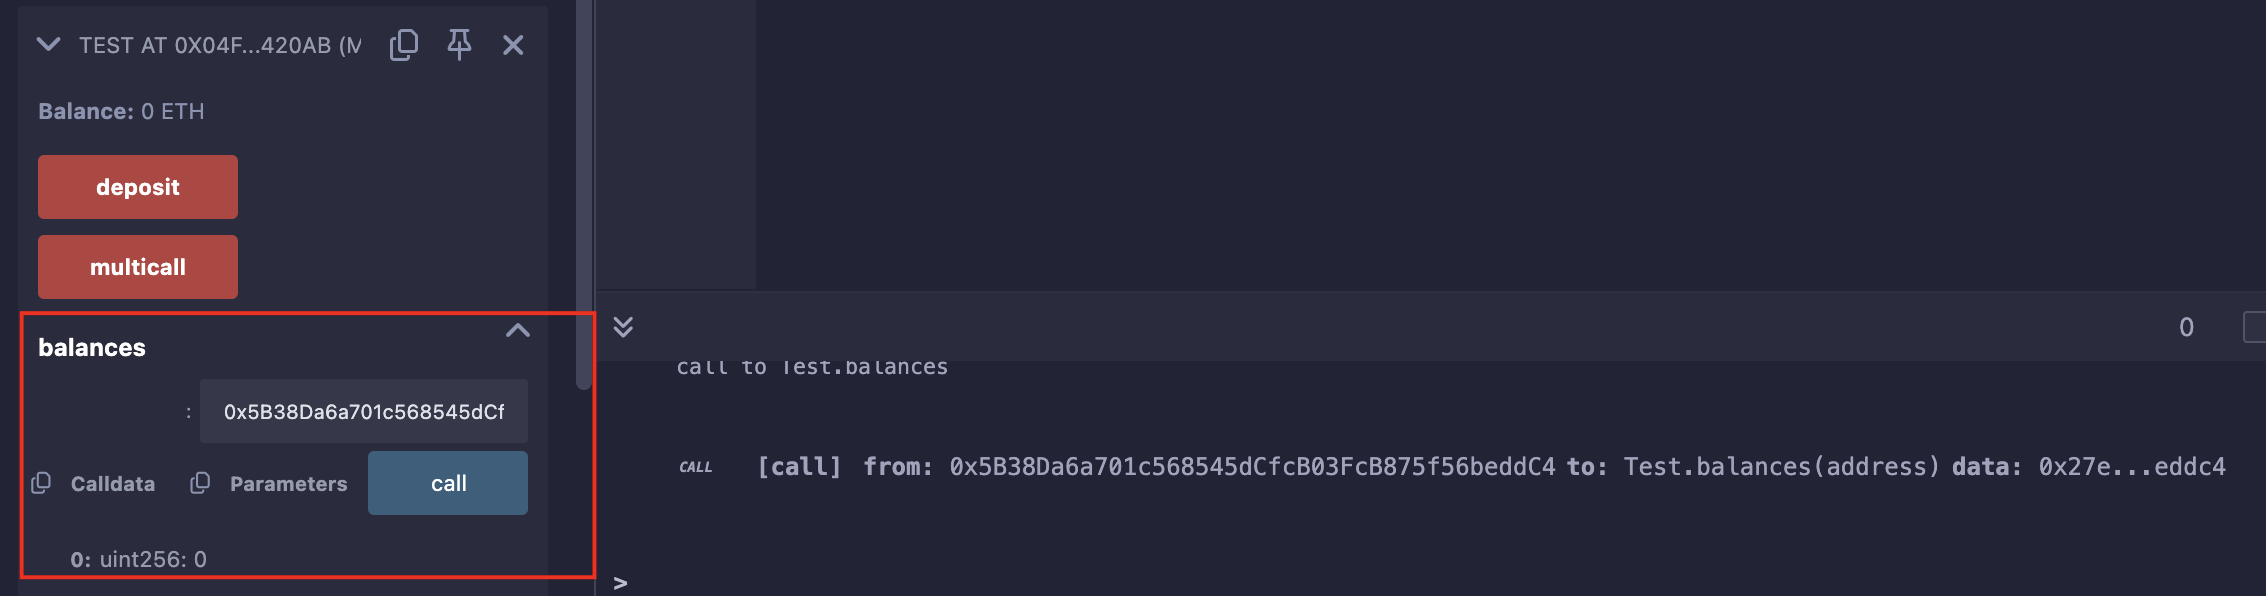 TEST AT 0X04F...420AB (M
Balance: 0 ETH
deposit
multicall
balances
: 0x5B38Da6a701c568545dCf
Calldata Parameters call
0: uint256: 0
0
call to Test.balances
CALL [call] from: 0x5B38Da6a701c568545dCfcB03FcB875f56beddC4 to: Test.balances(address) data: 0x27e...eddc4
>